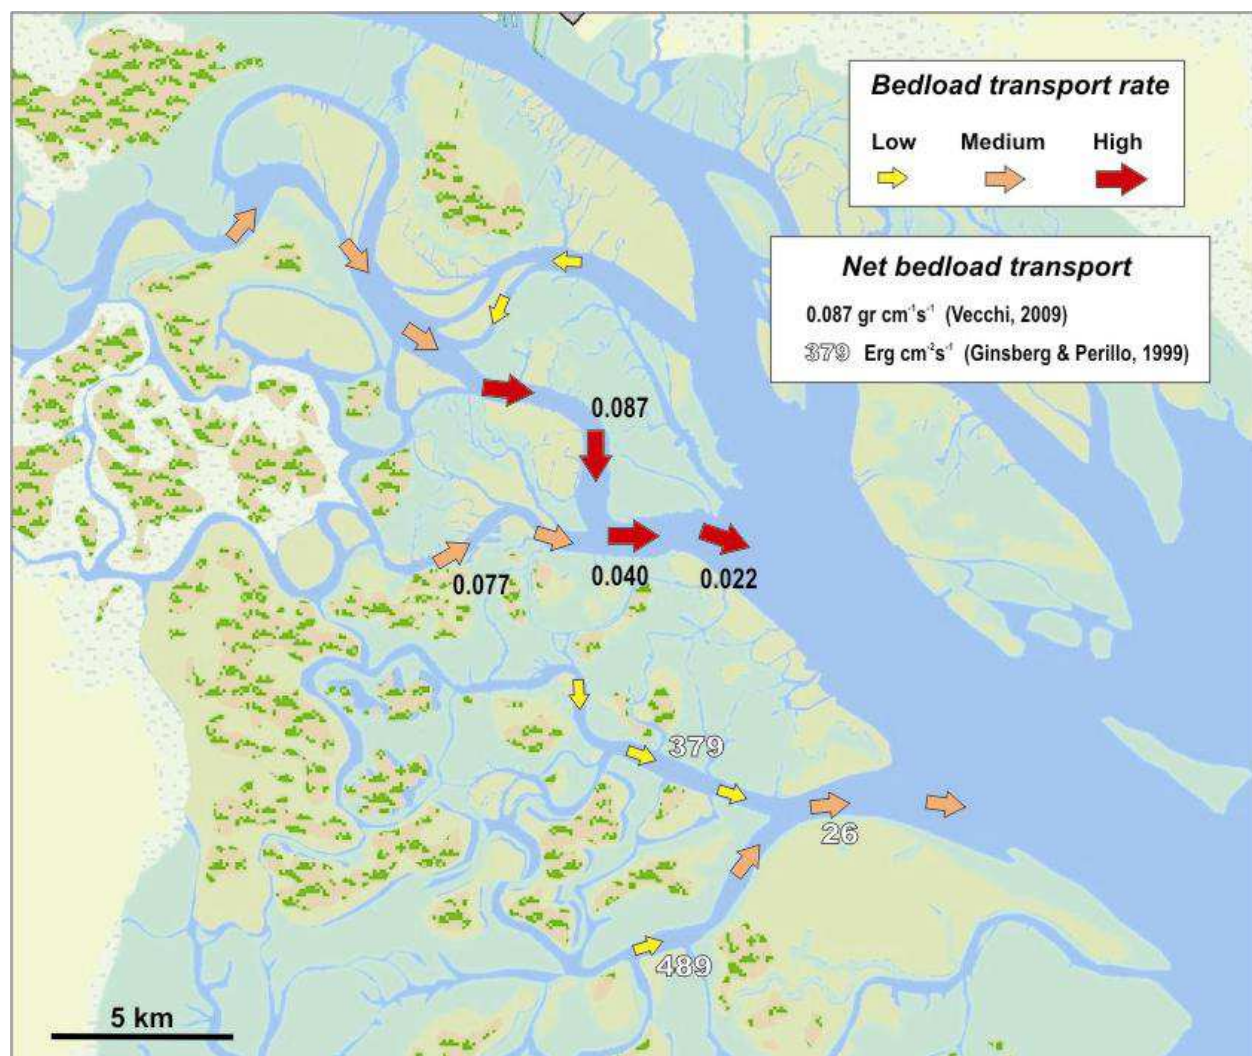 Bedload transport rate
Low Medium High
Net bedload transport
0.087 gr cm⁻¹s⁻¹ (Vecchi, 2009)
379 Erg cm⁻²s⁻¹ (Ginsberg & Perillo, 1999)
0.087
0.077
0.040
0.022
379
26
489
5 km